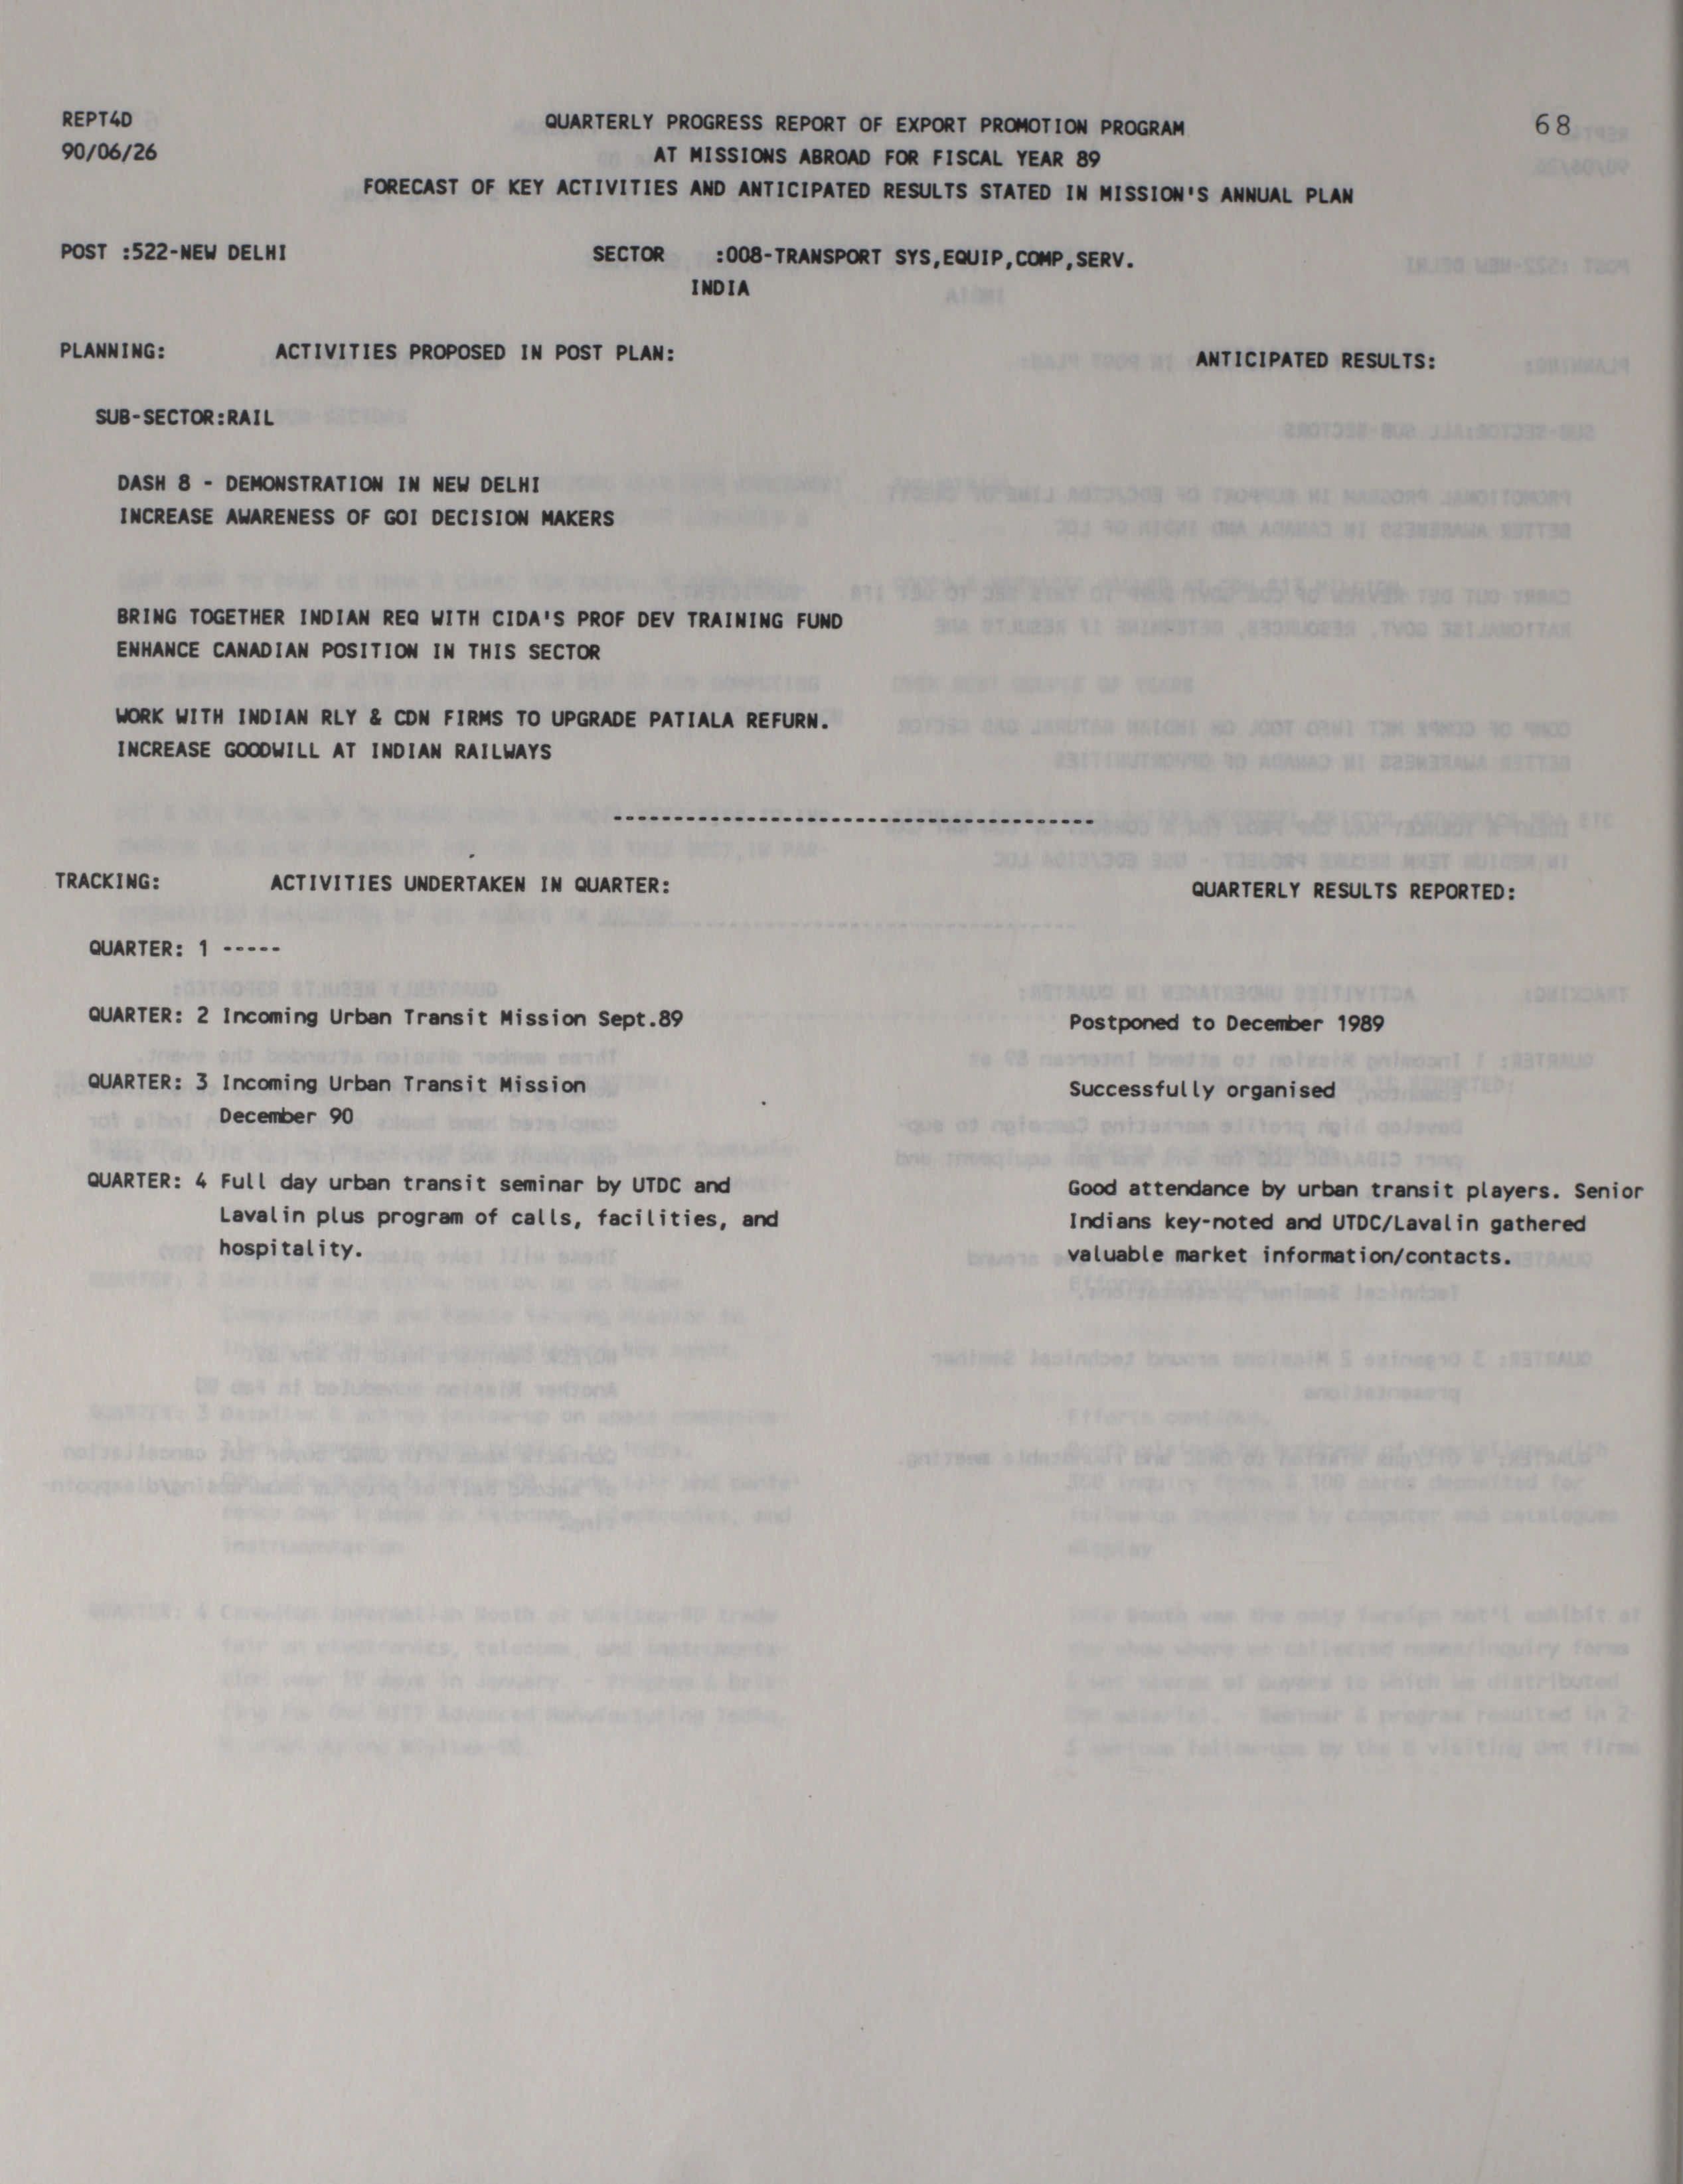 REPT4D QUARTERLY PROGRESS REPORT OF EXPORT PROMOTION PROGRAM 68
90/06/26 AT MISSIONS ABROAD FOR FISCAL YEAR 89
FORECAST OF KEY ACTIVITIES AND ANTICIPATED RESULTS STATED IN MISSION'S ANNUAL PLAN
POST :522-NEW DELHI SECTOR :008-TRANSPORT SYS,EQUIP,COMP,SERV.
INDIA
PLANNING: ACTIVITIES PROPOSED IN POST PLAN: ANTICIPATED RESULTS:
SUB-SECTOR:RAIL
DASH 8 - DEMONSTRATION IN NEW DELHI
INCREASE AWARENESS OF GOI DECISION MAKERS
BRING TOGETHER INDIAN REQ WITH CIDA'S PROF DEV TRAINING FUND
ENHANCE CANADIAN POSITION IN THIS SECTOR
WORK WITH INDIAN RLY & CDN FIRMS TO UPGRADE PATIALA REFURN.
INCREASE GOODWILL AT INDIAN RAILWAYS
----------------------------------------
TRACKING: ACTIVITIES UNDERTAKEN IN QUARTER: QUARTERLY RESULTS REPORTED:
QUARTER: 1 -----
QUARTER: 2 Incoming Urban Transit Mission Sept.89 Postponed to December 1989
QUARTER: 3 Incoming Urban Transit Mission Successfully organised
December 90
QUARTER: 4 Full day urban transit seminar by UTDC and Good attendance by urban transit players. Senior
Lavalin plus program of calls, facilities, and Indians key-noted and UTDC/Lavalin gathered
hospitality. valuable market information/contacts.